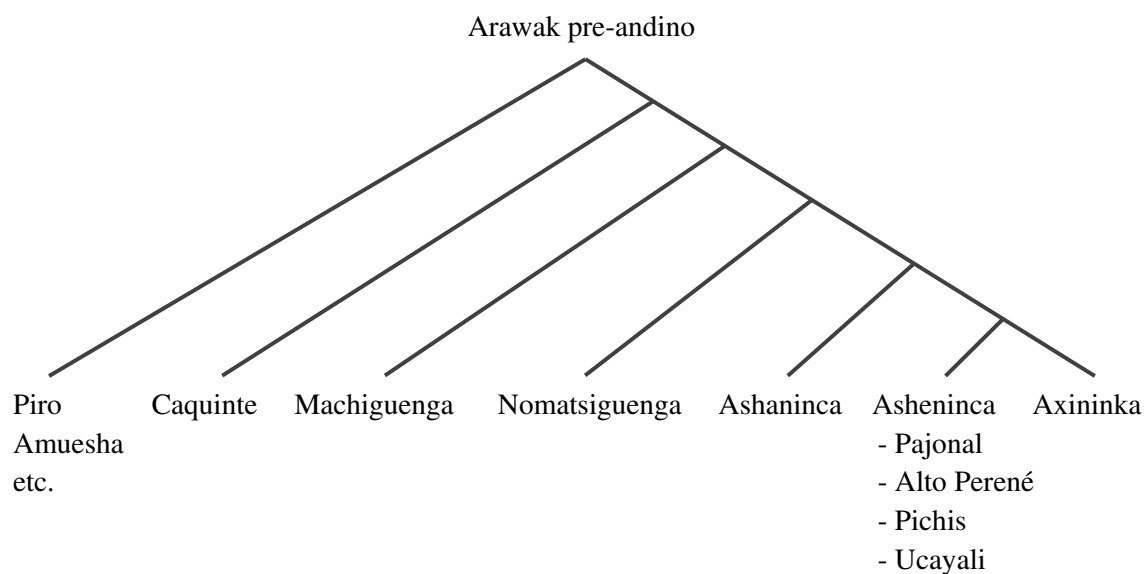 Arawak pre-andino
Piro Caquinte Machiguenga Nomatsiguenga Ashaninca Asheninca Axininka
Amuesha - Pajonal
etc. - Alto Perené
- Pichis
- Ucayali